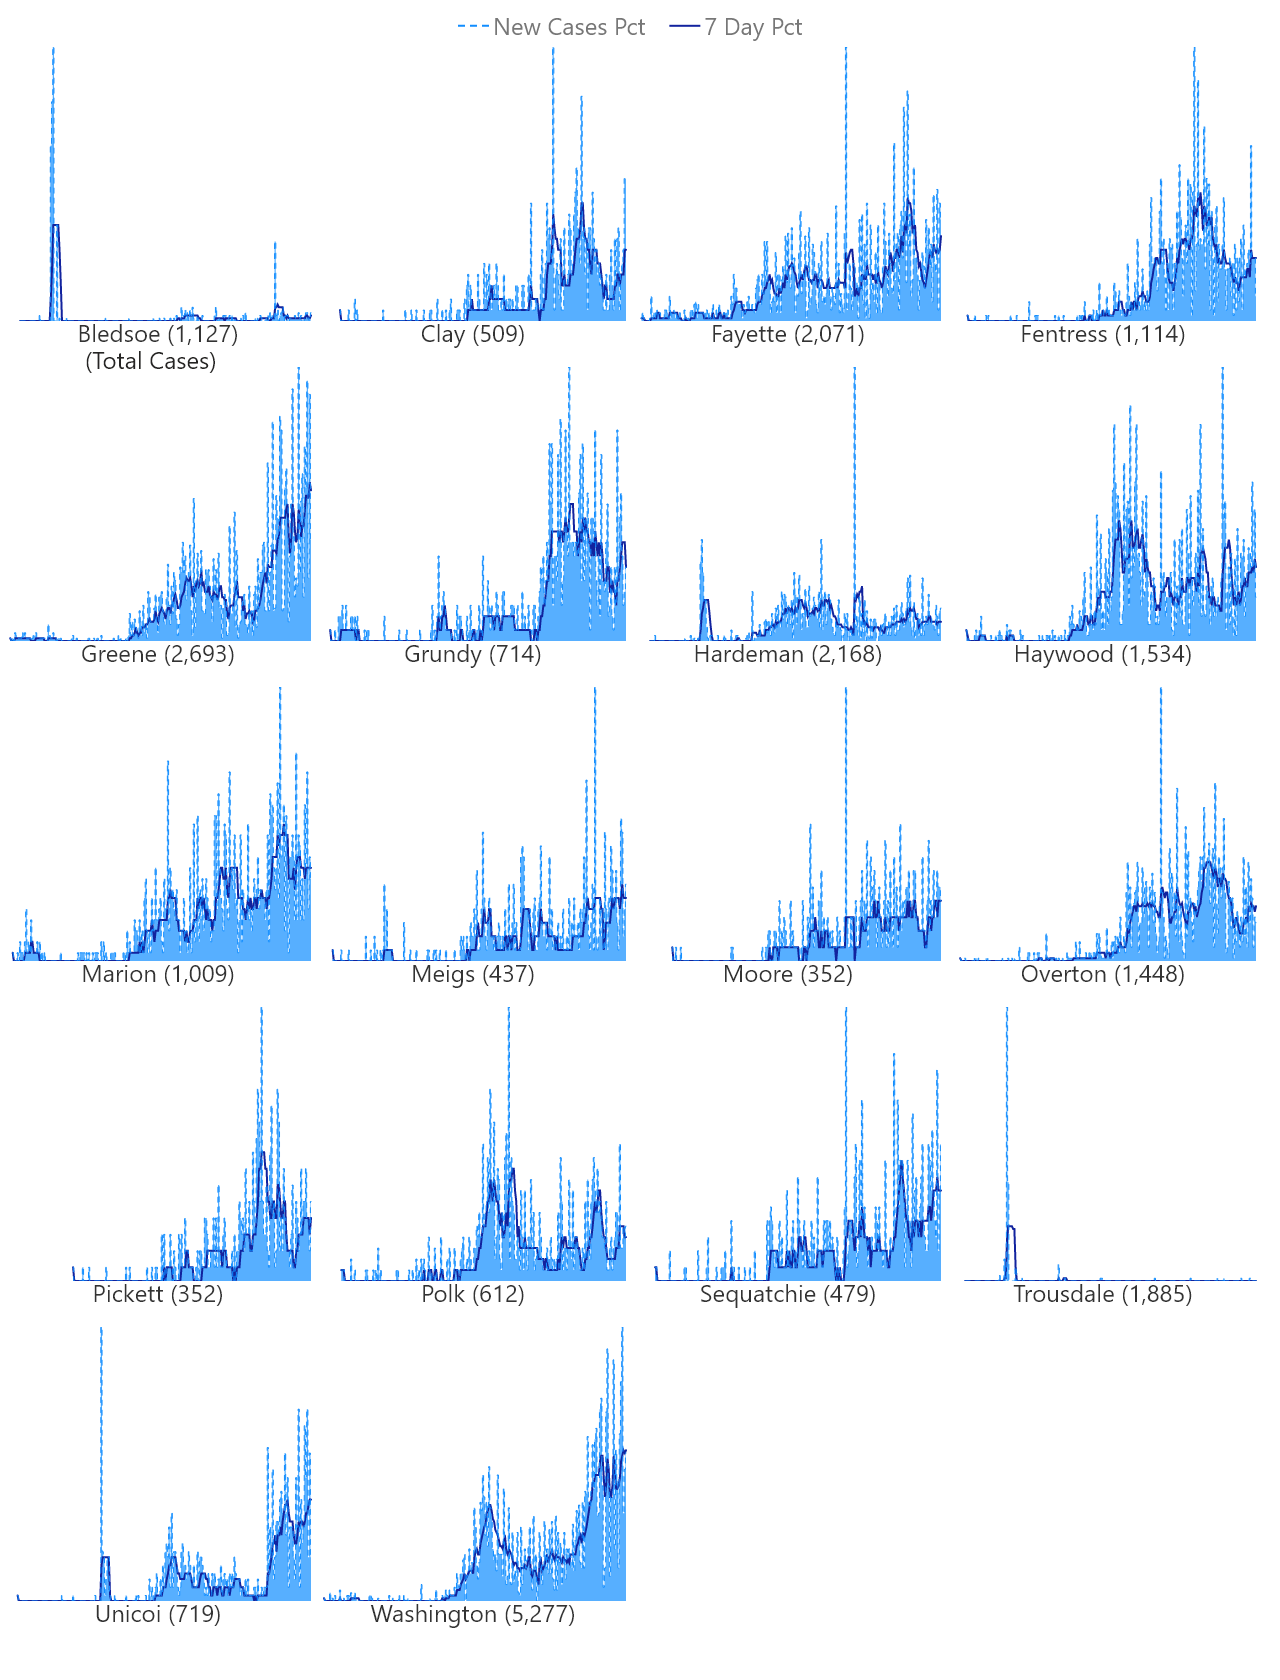 New Cases Pct 7 Day Pct
Bledsoe (1,127)
(Total Cases)
Clay (509)
Fayette (2,071)
Fentress (1,114)
Greene (2,693)
Grundy (714)
Hardeman (2,168)
Haywood (1,534)
Marion (1,009)
Meigs (437)
Moore (352)
Overton (1,448)
Pickett (352)
Polk (612)
Sequatchie (479)
Trousdale (1,885)
Unicoi (719)
Washington (5,277)